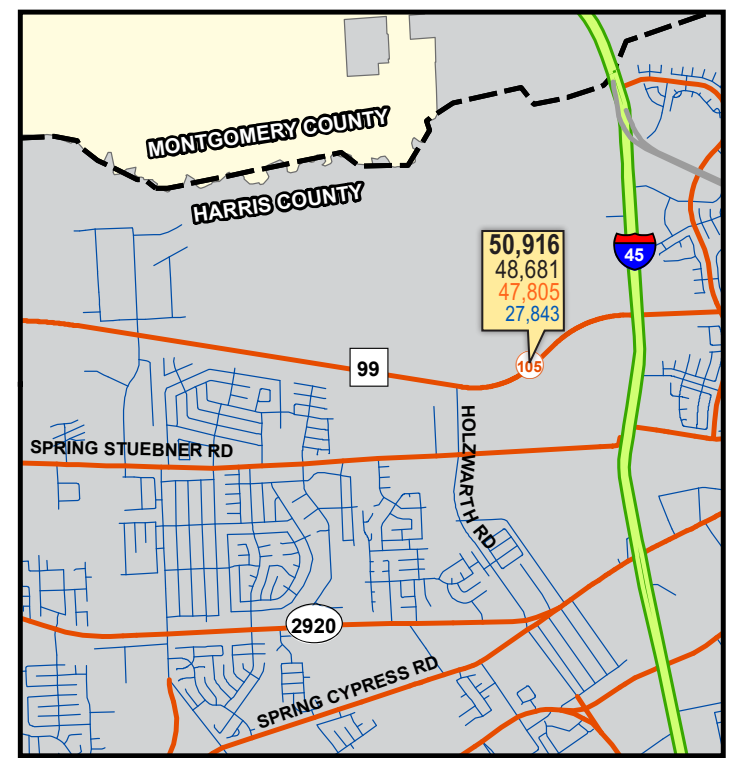 MONTGOMERY COUNTY
HARRIS COUNTY
50,916
48,681
47,805
27,843
45
105
99
SPRING STUEBNER RD
HOLZWARTH RD
2920
SPRING CYPRESS RD